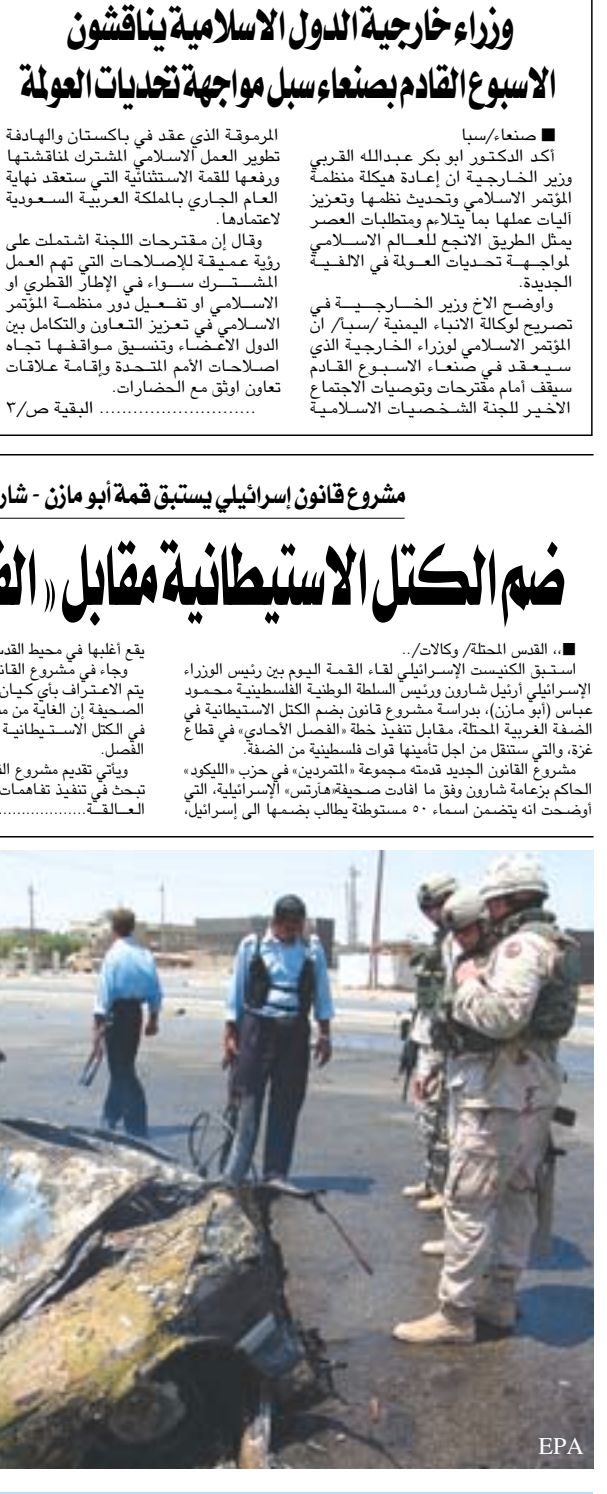 وزراء خارجية الدول الاسلامية يناقشون
الاسبوع القادم بصنعاء سبل مواجهة تحديات العولمة
■ صنعاء/سبا
أكد الدكتور ابو بكر عبدالله القربي
وزير الخارجية ان إعادة هيكلة منظمة
المؤتمر الاسلامي وتحديث نظمها وتعزيز
آليات عملها بما يتلاءم ومتطلبات العصر
يمثل الطريق الانجع للعالم الاسلامي
لمواجهة تحديات العولمة في الالفية
الجديدة.
واوضح الاخ وزير الخارجية في
تصريح لوكالة الانباء اليمنية /سبأ/ ان
المؤتمر الاسلامي لوزراء الخارجية الذي
سيعقد في صنعاء الاسبوع القادم
سيقف أمام مقترحات وتوصيات الاجتماع
الاخير للجنة الشخصيات الاسلامية
المرموقة الذي عقد في باكستان والهادفة
تطوير العمل الاسلامي المشترك لمناقشتها
ورفعها للقمة الاستثنائية التي ستعقد نهاية
العام الجاري بالمملكة العربية السعودية
لاعتمادها.
وقال إن مقترحات اللجنة اشتملت على
رؤية عميقة للإصلاحات التي تهم العمل
المشترك سواء في الإطار القطري او
الاسلامي او تفعيل دور منظمة المؤتمر
الاسلامي في تعزيز التعاون والتكامل بين
الدول الاعضاء وتنسيق مواقفها تجاه
اصلاحات الأمم المتحدة وإقامة علاقات
تعاون اوثق مع الحضارات.
............................ البقية ص/٣
مشروع قانون إسرائيلي يستبق قمة أبو مازن - شار
ضم الكتل الاستيطانية مقابل « الف
■،، القدس المحتلة/ وكالات/..
استبق الكنيست الإسرائيلي لقاء القمة اليوم بين رئيس الوزراء
الإسرائيلي أرئيل شارون ورئيس السلطة الوطنية الفلسطينية محمود
عباس (أبو مازن)، بدراسة مشروع قانون بضم الكتل الاستيطانية في
الضفة الغربية المحتلة، مقابل تنفيذ خطة «الفصل الأحادي» في قطاع
غزة، والتي ستنقل من اجل تأمينها قوات فلسطينية من الضفة.
مشروع القانون الجديد قدمته مجموعة «المتمردين» في حزب «الليكود»
الحاكم بزعامة شارون وفق ما افادت صحيفة«هآرتس» الإسرائيلية، التي
أوضحت انه يتضمن اسماء ٥٠ مستوطنة يطالب بضمها الى إسرائيل،
يقع أغلبها في محيط القدس
وجاء في مشروع القان
يتم الاعتراف بأي كيان
الصحيفة إن الغاية من م
في الكتل الاستيطانية
الفصل.
ويأتي تقديم مشروع الق
تبحث في تنفيذ تفاهمات
العالقة....................
EPA